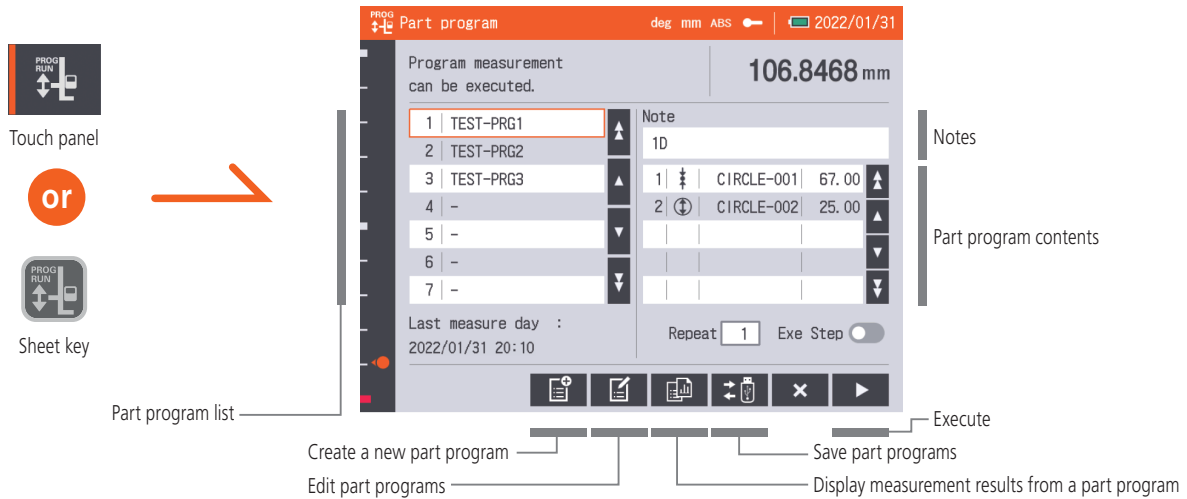 PROG
RUN
Touch panel
or
PROG
RUN
Sheet key
PROG
Part program
deg mm ABS
2022/01/31
Program measurement
can be executed.
106.8468 mm
1 TEST-PRG1
2 TEST-PRG2
3 TEST-PRG3
4 -
5 -
6 -
7 -
Note
1D
1 CIRCLE-001 67.00
2 CIRCLE-002 25.00
Last measure day :
2022/01/31 20:10
Repeat 1 Exe Step
Notes
Part program contents
Part program list
Create a new part program
Edit part programs
Execute
Save part programs
Display measurement results from a part program